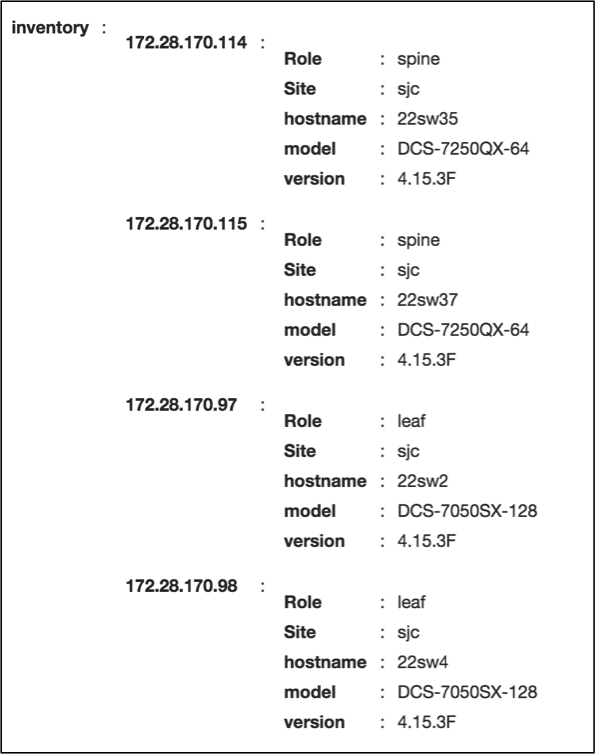 inventory :
172.28.170.114 :
Role : spine
Site : sjc
hostname : 22sw35
model : DCS-7250QX-64
version : 4.15.3F
172.28.170.115 :
Role : spine
Site : sjc
hostname : 22sw37
model : DCS-7250QX-64
version : 4.15.3F
172.28.170.97 :
Role : leaf
Site : sjc
hostname : 22sw2
model : DCS-7050SX-128
version : 4.15.3F
172.28.170.98 :
Role : leaf
Site : sjc
hostname : 22sw4
model : DCS-7050SX-128
version : 4.15.3F